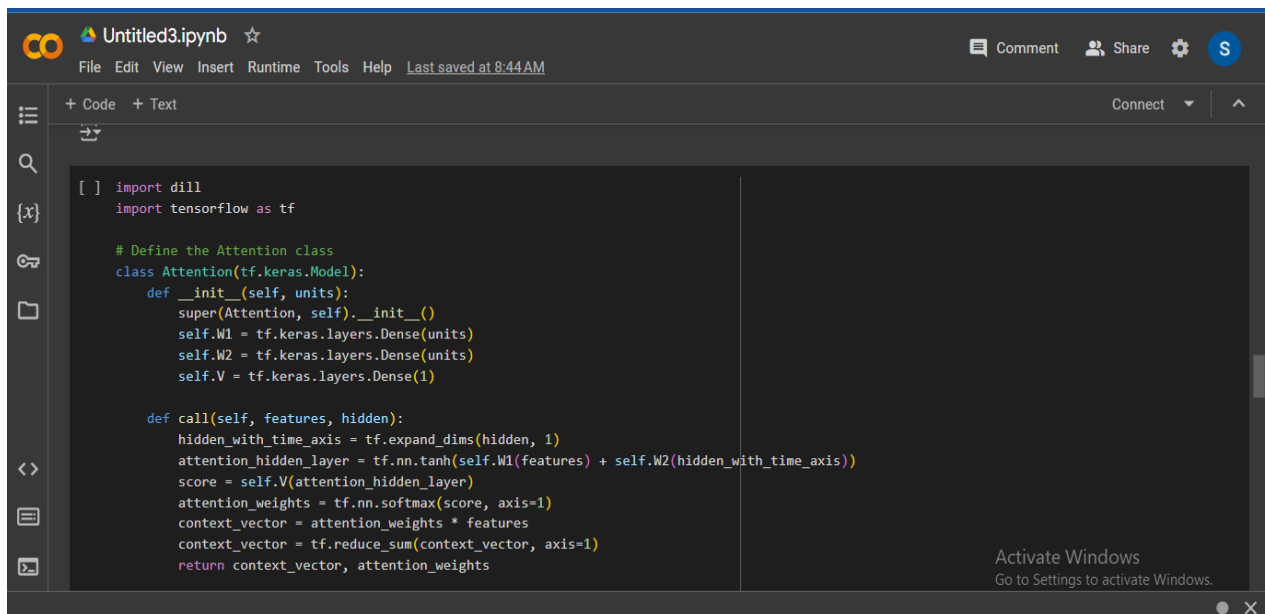 CO Untitled3.ipynb
Comment Share S
File Edit View Insert Runtime Tools Help Last saved at 8:44 AM
+ Code + Text
Connect
{x}
[ ] import dill
import tensorflow as tf
# Define the Attention class
class Attention(tf.keras.Model):
    def __init__(self, units):
        super(Attention, self).__init__()
        self.W1 = tf.keras.layers.Dense(units)
        self.W2 = tf.keras.layers.Dense(units)
        self.V = tf.keras.layers.Dense(1)
    def call(self, features, hidden):
        hidden_with_time_axis = tf.expand_dims(hidden, 1)
        attention_hidden_layer = tf.nn.tanh(self.W1(features) + self.W2(hidden_with_time_axis))
        score = self.V(attention_hidden_layer)
        attention_weights = tf.nn.softmax(score, axis=1)
        context_vector = attention_weights * features
        context_vector = tf.reduce_sum(context_vector, axis=1)
        return context_vector, attention_weights
Activate Windows
Go to Settings to activate Windows.